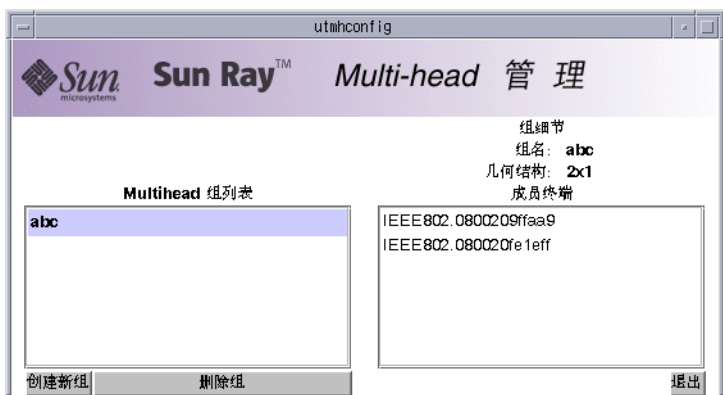 utmhconfig
Sun microsystems Sun Ray™ Multi-head 管 理
组细节
组名: abc
几何结构: 2x1
Multihead 组列表
成员终端
abc
IEEE802.0800209ffaa9
IEEE802.080020fe1eff
创建新组
删除组
退出